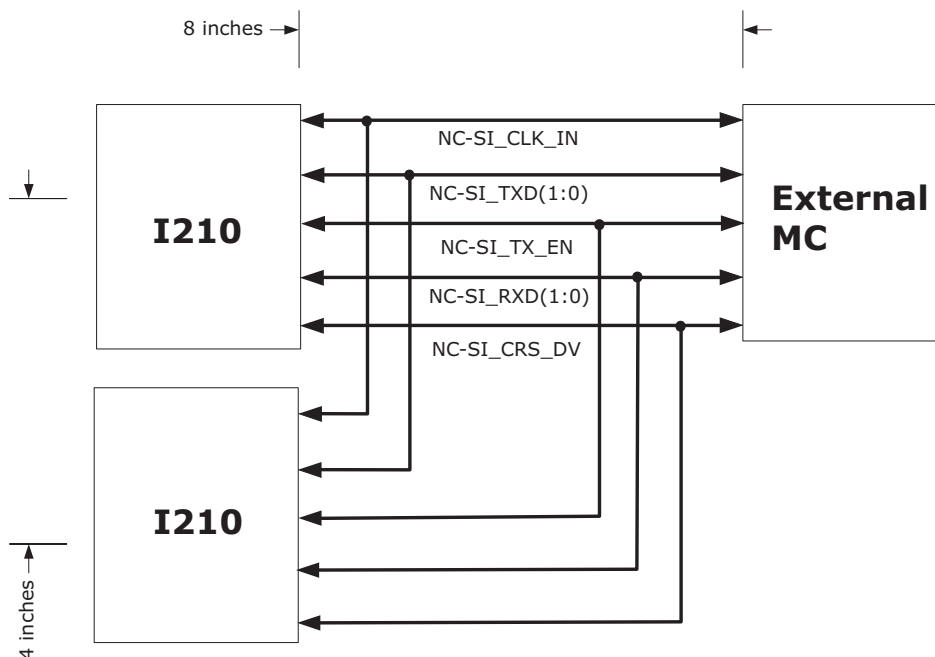 8 inches
NC-SI_CLK_IN
NC-SI_TXD(1:0)
I210
External
MC
NC-SI_TX_EN
NC-SI_RXD(1:0)
NC-SI_CRS_DV
I210
4 inches